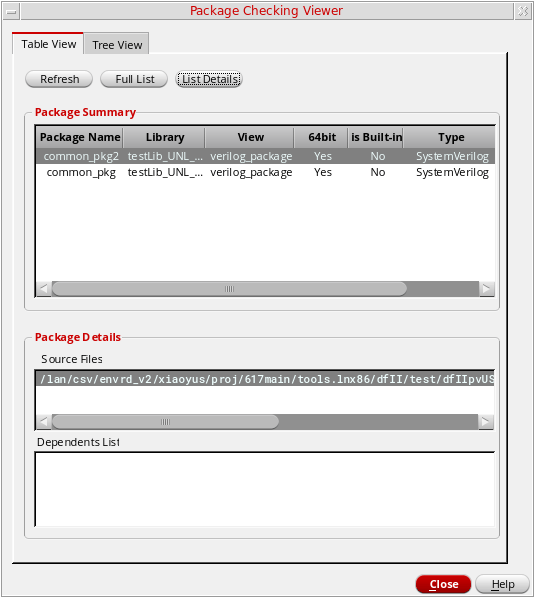 Package Checking Viewer
Table View Tree View
Refresh Full List List Details
Package Summary
Package Name Library View 64bit is Built-in Type
common_pkg2 testLib_UNL_... verilog_package Yes No SystemVerilog
common_pkg testLib_UNL_... verilog_package Yes No SystemVerilog
Package Details
Source Files
/lan/csv/envrd_v2/xiaoyus/proj/617main/tools.lnx86/dfII/test/dfIIpvUS
Dependents List
Close Help